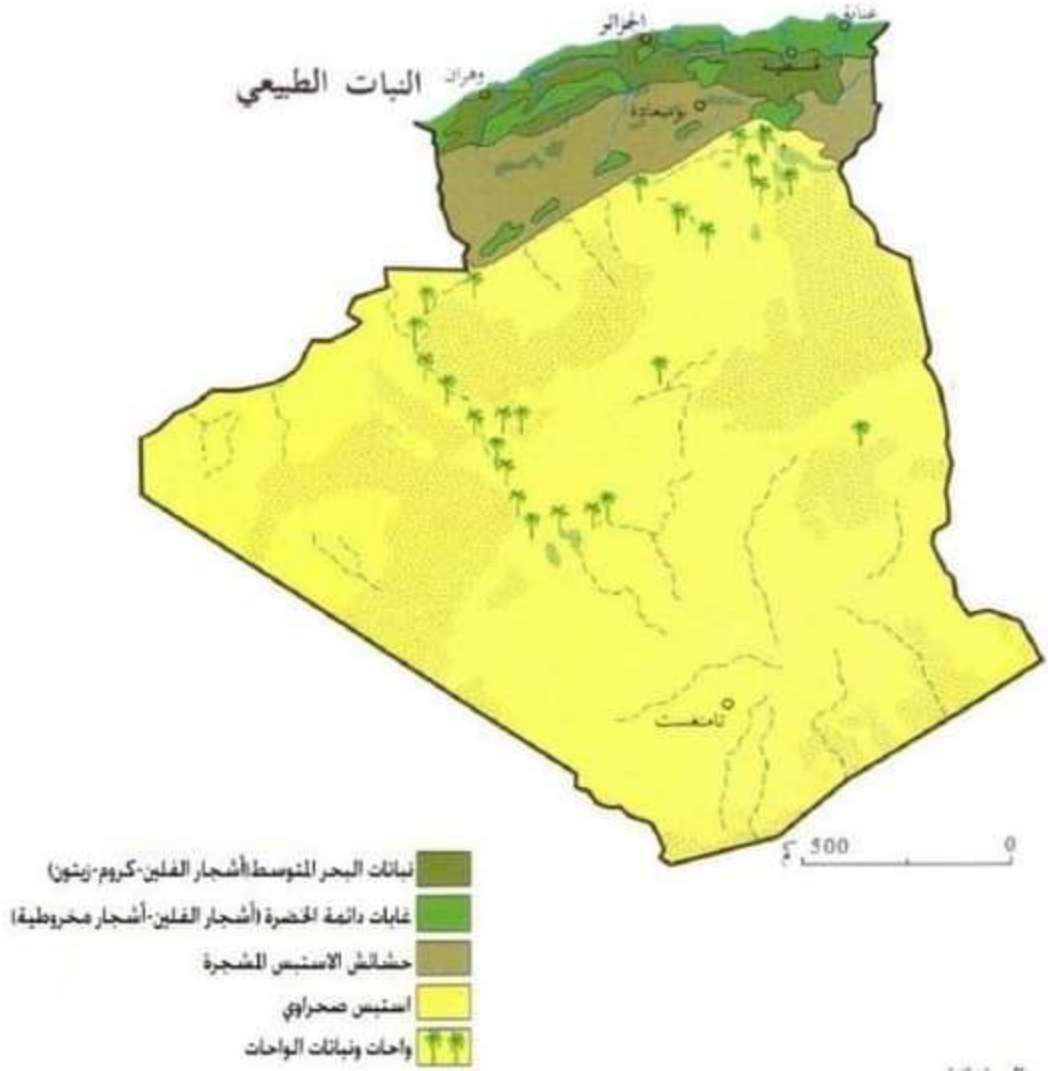 عنابة
الجزائر
وهران
النبات الطبيعي
بوسعادة
تامنغست
0 500 كم
نباتات البحر المتوسط(أشجار الفلين-كروم-زيتون)
غابات دائمة الخضرة (أشجار الفلين-أشجار مخروطية)
حشائش الاستبس المشجرة
استبس صحراوي
واحات ونباتات الواحات